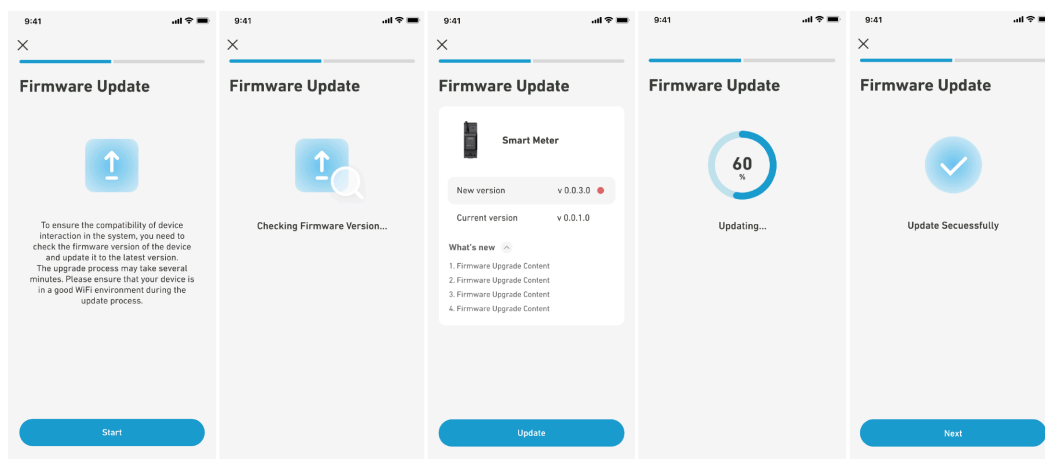 9:41
Firmware Update
To ensure the compatibility of device
interaction in the system, you need to
check the firmware version of the device
and update it to the latest version.
The upgrade process may take several
minutes. Please ensure that your device is
in a good WiFi environment during the
update process.
Start
9:41
Firmware Update
Checking Firmware Version...
9:41
Firmware Update
Smart Meter
New version v 0.0.3.0
Current version v 0.0.1.0
What's new
1. Firmware Upgrade Content
2. Firmware Upgrade Content
3. Firmware Upgrade Content
4. Firmware Upgrade Content
Update
9:41
Firmware Update
60
%
Updating...
9:41
Firmware Update
Update Secuessfully
Next